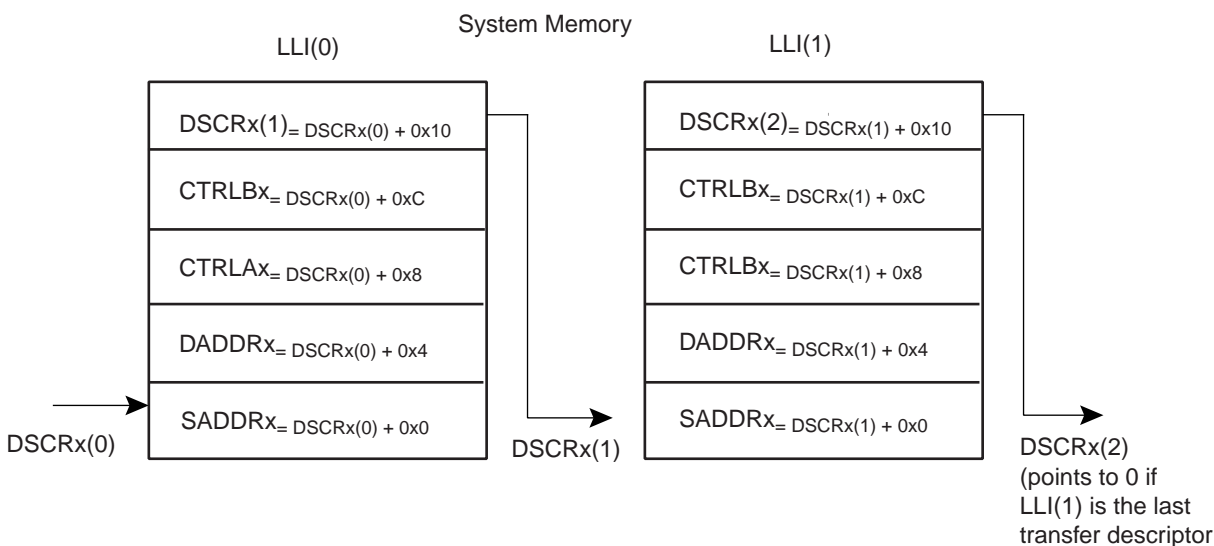 System Memory
LLI(0)
LLI(1)
DSCRx(1)= DSCRx(0) + 0x10
DSCRx(2)= DSCRx(1) + 0x10
CTRLBx= DSCRx(0) + 0xC
CTRLBx= DSCRx(1) + 0xC
CTRLAx= DSCRx(0) + 0x8
CTRLBx= DSCRx(1) + 0x8
DADDRx= DSCRx(0) + 0x4
DADDRx= DSCRx(1) + 0x4
SADDRx= DSCRx(0) + 0x0
SADDRx= DSCRx(1) + 0x0
DSCRx(0)
DSCRx(1)
DSCRx(2)
(points to 0 if
LLI(1) is the last
transfer descriptor